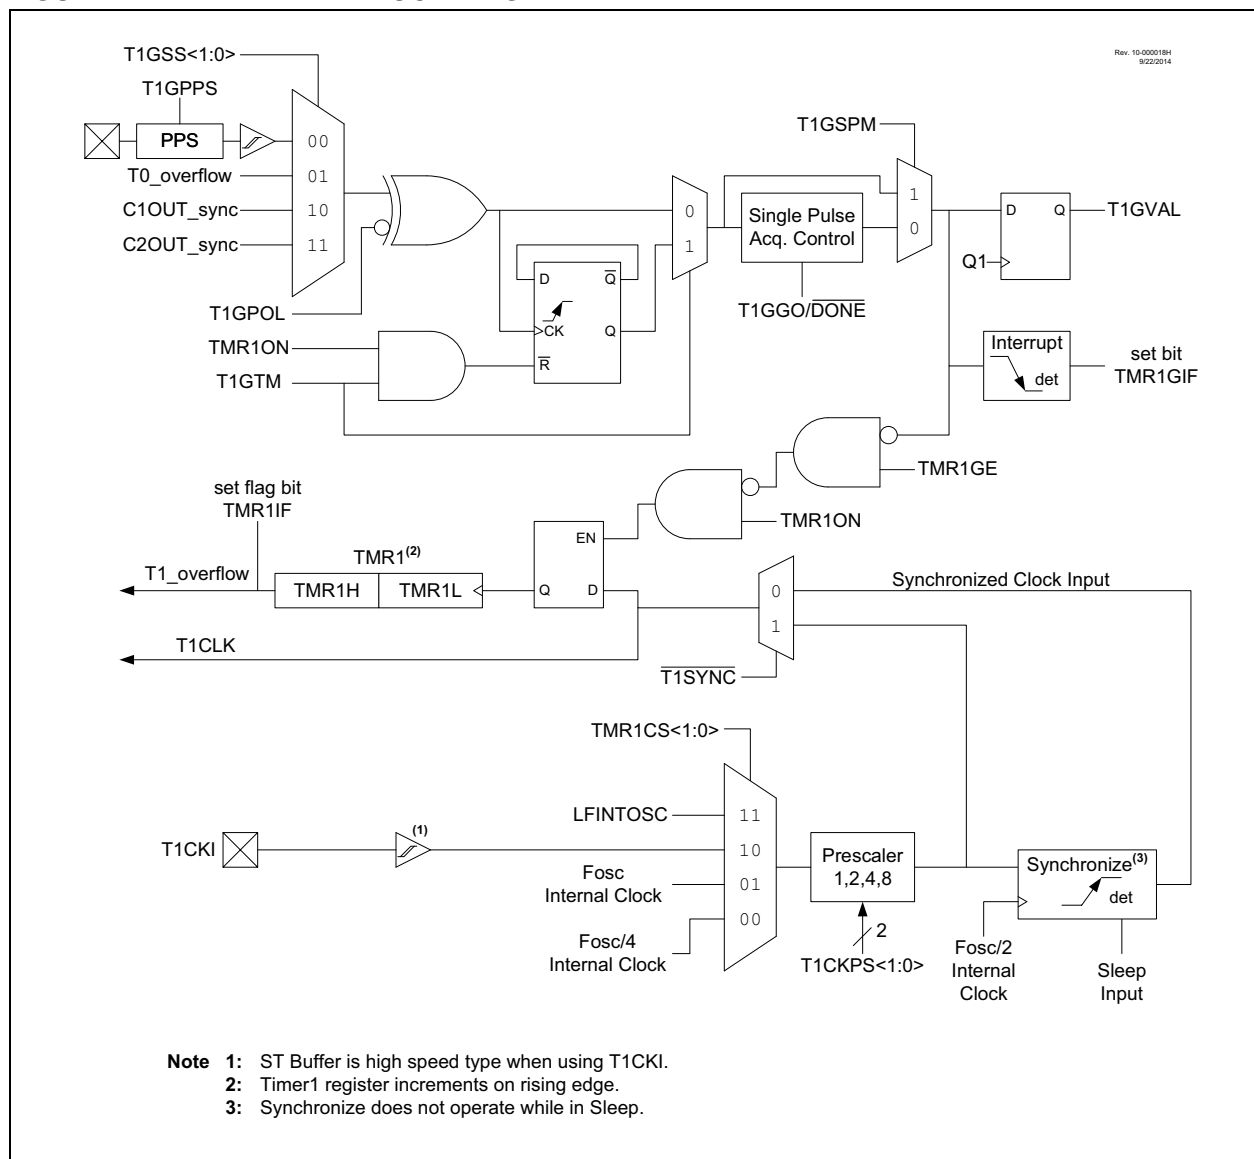 T1GSS<1:0>
Rev. 10-000018H
9/22/2014
T1GPPS
PPS
00
T0_overflow
01
C1OUT_sync
10
C2OUT_sync
11
T1GPOL
TMR1ON
T1GTM
D
Q
CK
Q
R
0
1
T1GSPM
Single Pulse
Acq. Control
T1GGO/DONE
1
0
D
Q
T1GVAL
Q1
Interrupt
det
set bit
TMR1GIF
TMR1GE
TMR1ON
set flag bit
TMR1IF
T1_overflow
TMR1(2)
TMR1H
TMR1L
EN
Q
D
T1CLK
0
1
Synchronized Clock Input
T1SYNC
TMR1CS<1:0>
LFINTOSC
11
T1CKI
(1)
10
Fosc
Internal Clock
01
Fosc/4
Internal Clock
00
Prescaler
1,2,4,8
2
T1CKPS<1:0>
Synchronize(3)
det
Fosc/2
Internal
Clock
Sleep
Input
Note 1: ST Buffer is high speed type when using T1CKI.
2: Timer1 register increments on rising edge.
3: Synchronize does not operate while in Sleep.